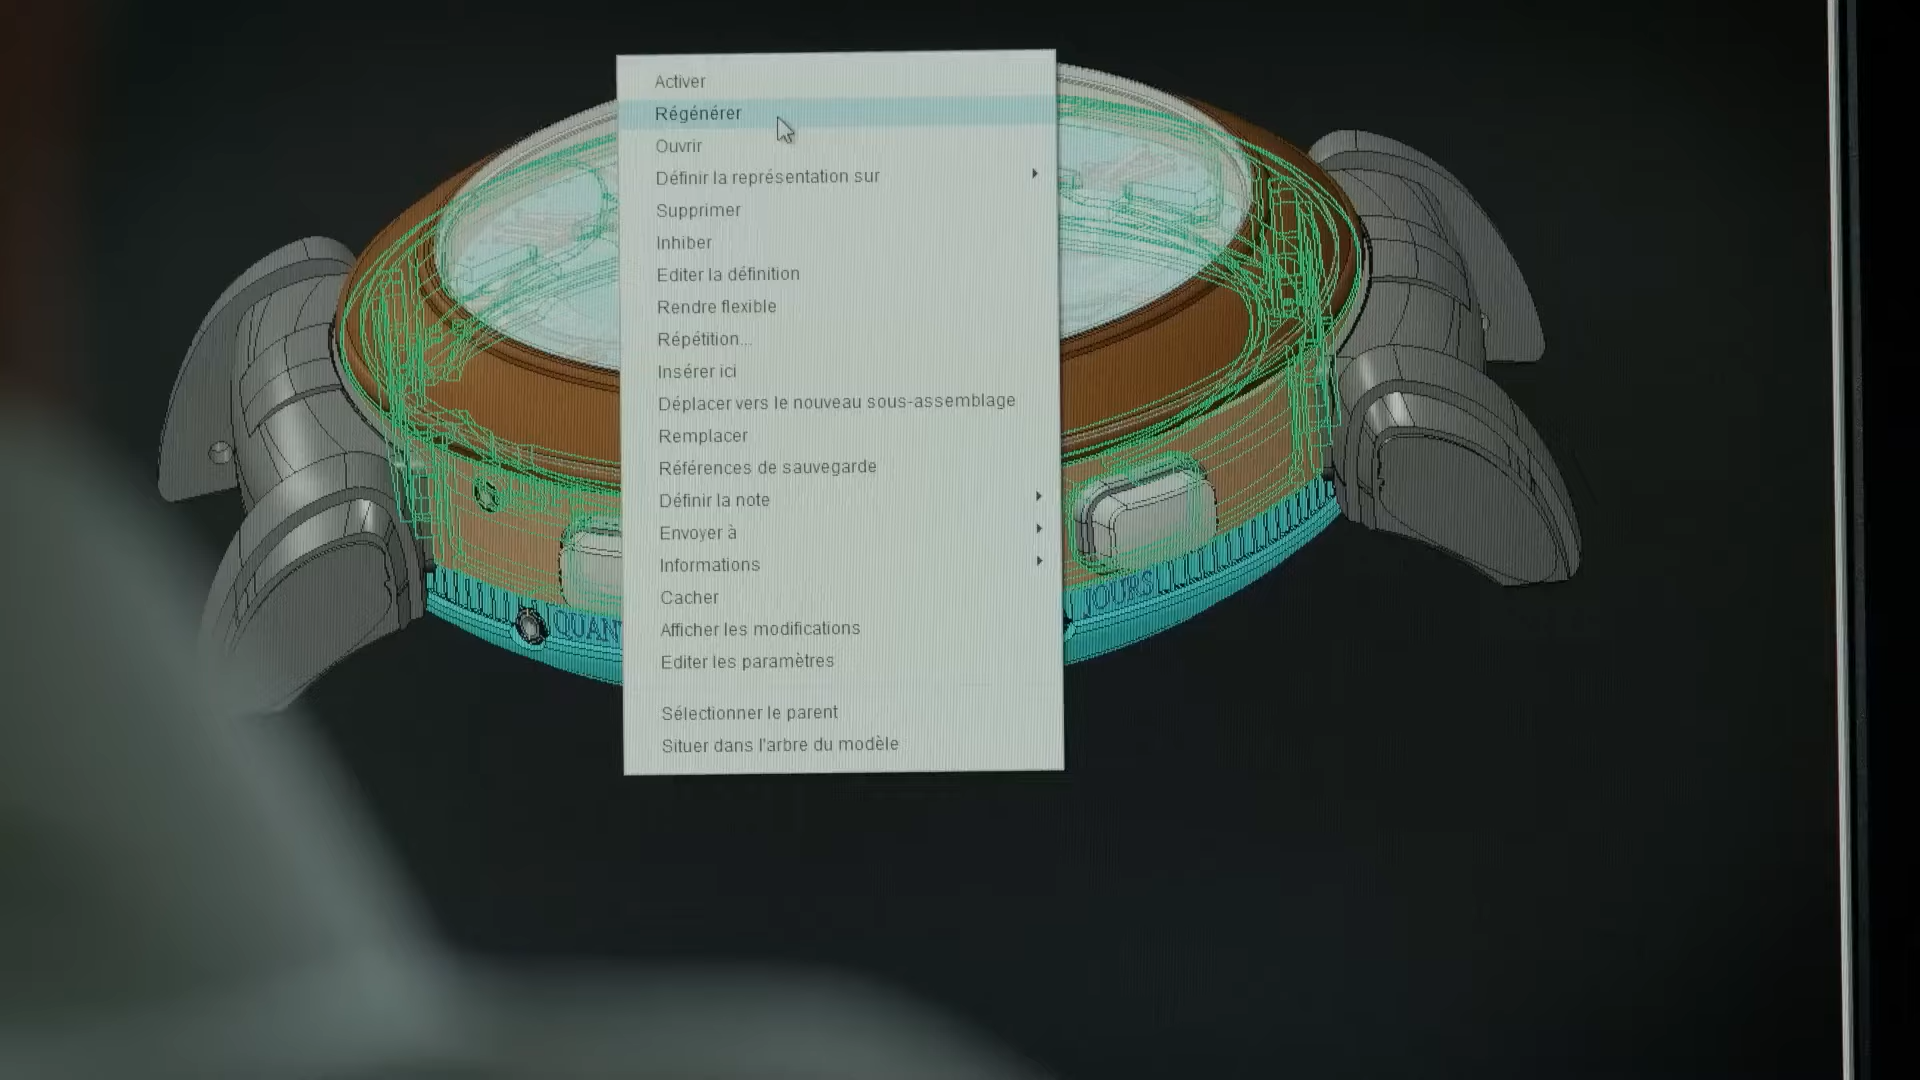 Activer
Régénérer
Ouvrir
Définir la représentation sur
Supprimer
Inhiber
Editer la définition
Rendre flexible
Répétition...
Insérer ici
Déplacer vers le nouveau sous-assemblage
Remplacer
Références de sauvegarde
Définir la note
Envoyer à
Informations
Cacher
Afficher les modifications
Editer les paramètres
Sélectionner le parent
Situer dans l'arbre du modèle
QUAN
JOURS